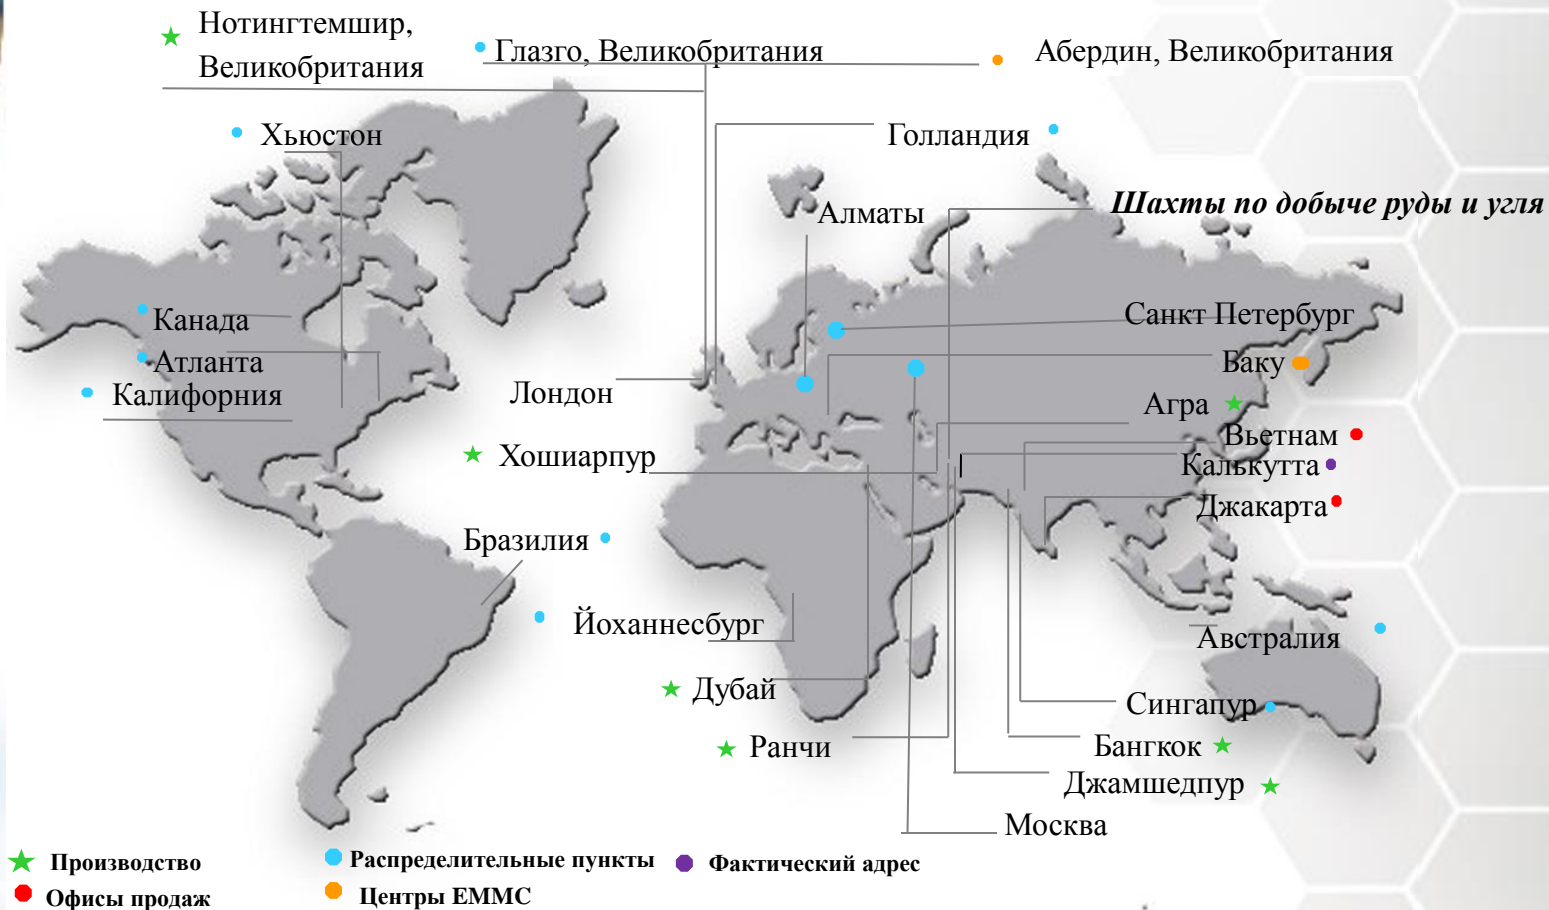 Нотингтемшир,
Великобритания
Глазго, Великобритания
Абердин, Великобритания
Хьюстон
Голландия
Шахты по добыче руды и угля
Алматы
Канада
Санкт Петербург
Атланта
Баку
Калифорния
Лондон
Агра
Вьетнам
Хошиарпур
Калькутта
Джакарта
Бразилия
Йоханнесбург
Австралия
Дубай
Сингапур
Ранчи
Бангкок
Джамшедпур
Москва
Производство
Распределительные пункты
Фактический адрес
Офисы продаж
Центры ЕММС